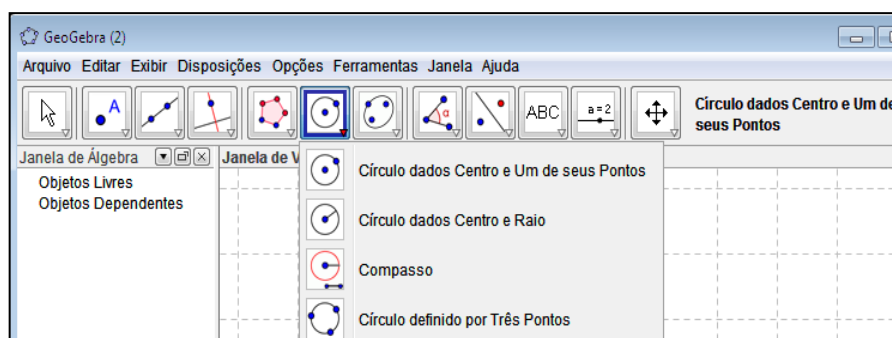 GeoGebra (2)
Arquivo Editar Exibir Disposições Opções Ferramentas Janela Ajuda
A α ABC a=2
Círculo dados Centro e Um de
seus Pontos
Janela de Álgebra Janela de V
Objetos Livres
Objetos Dependentes
Círculo dados Centro e Um de seus Pontos
Círculo dados Centro e Raio
Compasso
Círculo definido por Três Pontos